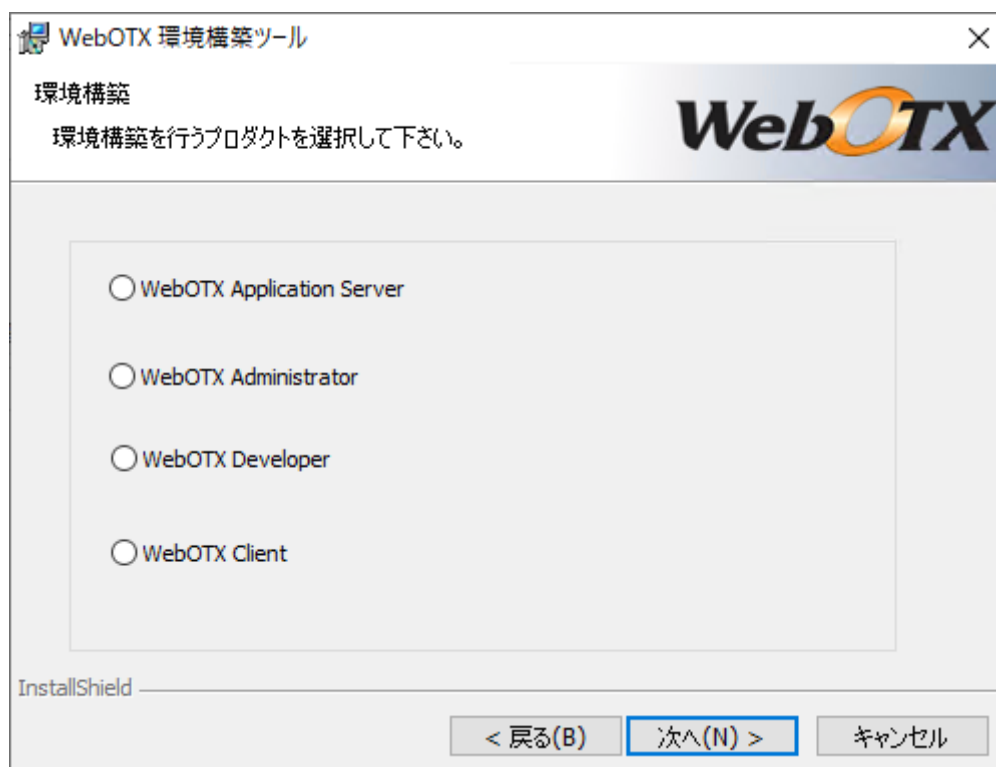 WebOTX 環境構築ツール
環境構築
環境構築を行うプロダクトを選択して下さい。
WebOTX
WebOTX Application Server
WebOTX Administrator
WebOTX Developer
WebOTX Client
InstallShield
< 戻る(B)
次へ(N) >
キャンセル